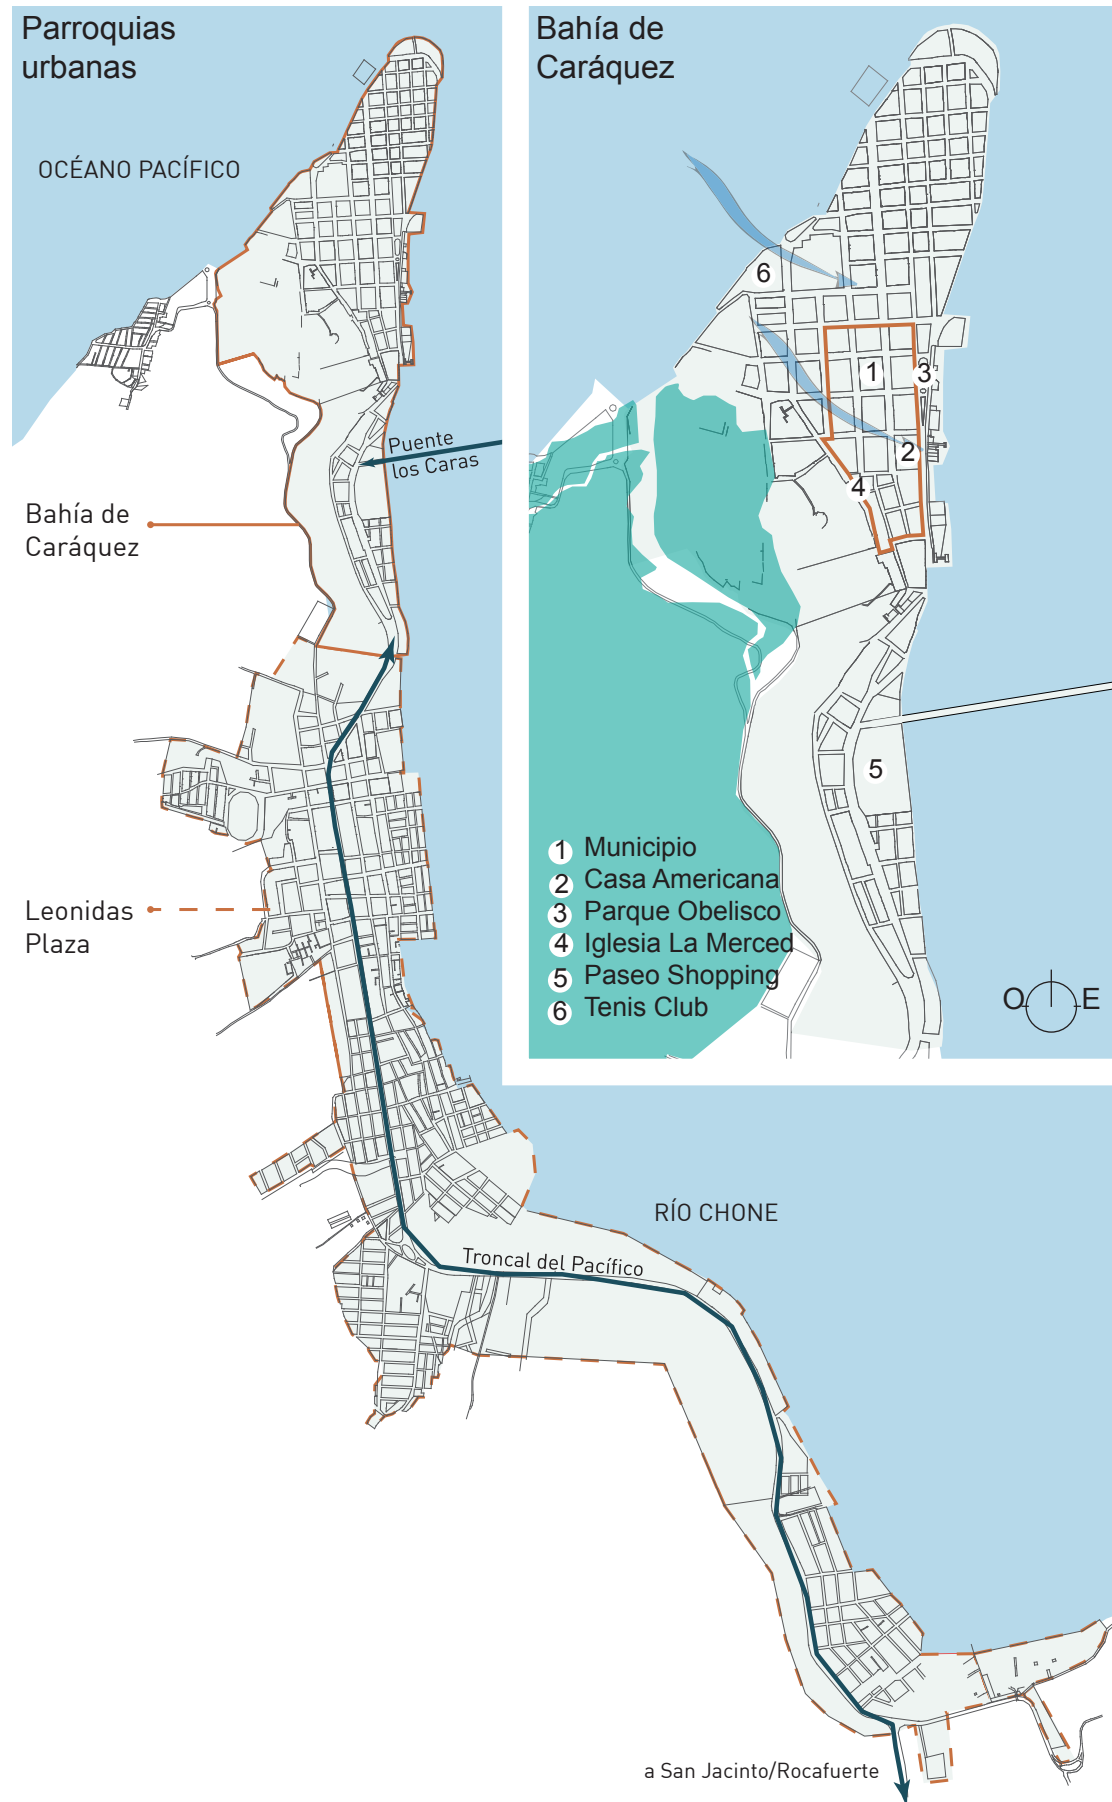 Parroquias
urbanas
OCÉANO PACÍFICO
Puente
los Caras
Bahía de
Caráquez
Leonidas
Plaza
RÍO CHONE
Troncal del Pacífico
a San Jacinto/Rocafuerte
Bahía de
Caráquez
6
1
3
2
4
5
1 Municipio
2 Casa Americana
3 Parque Obelisco
4 Iglesia La Merced
5 Paseo Shopping
6 Tenis Club
O E